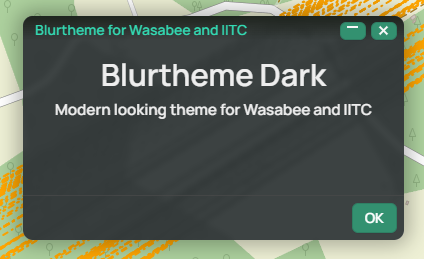 Blurtheme for Wasabee and IITC
Blurtheme Dark
Modern looking theme for Wasabee and IITC
OK